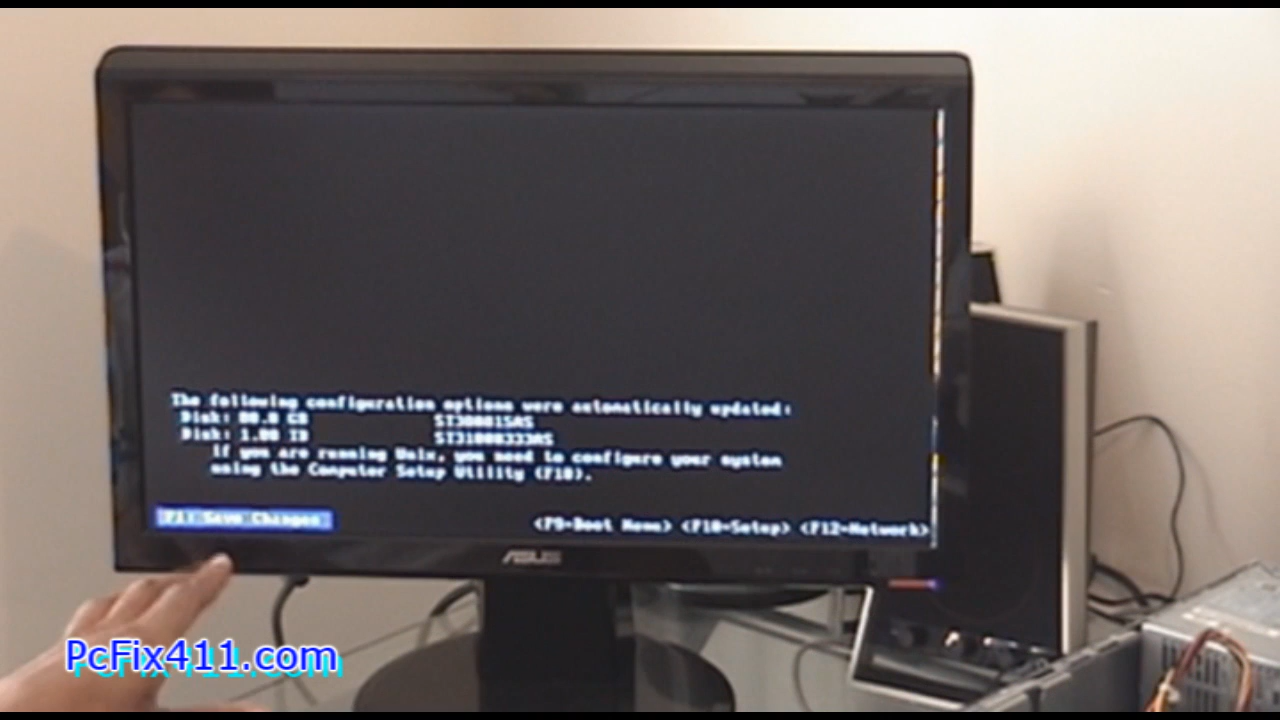 The following configuration options were automatically updated:
Disk: 80.0 GB ST380815AS
Disk: 1.00 TB ST31000333AS
If you are running Unix, you need to configure your system
using the Computer Setup Utility (F10).
F1: Save Changes <F9=Boot Menu> <F10=Setup> <F12=Network>
ASUS
PcFix411.com